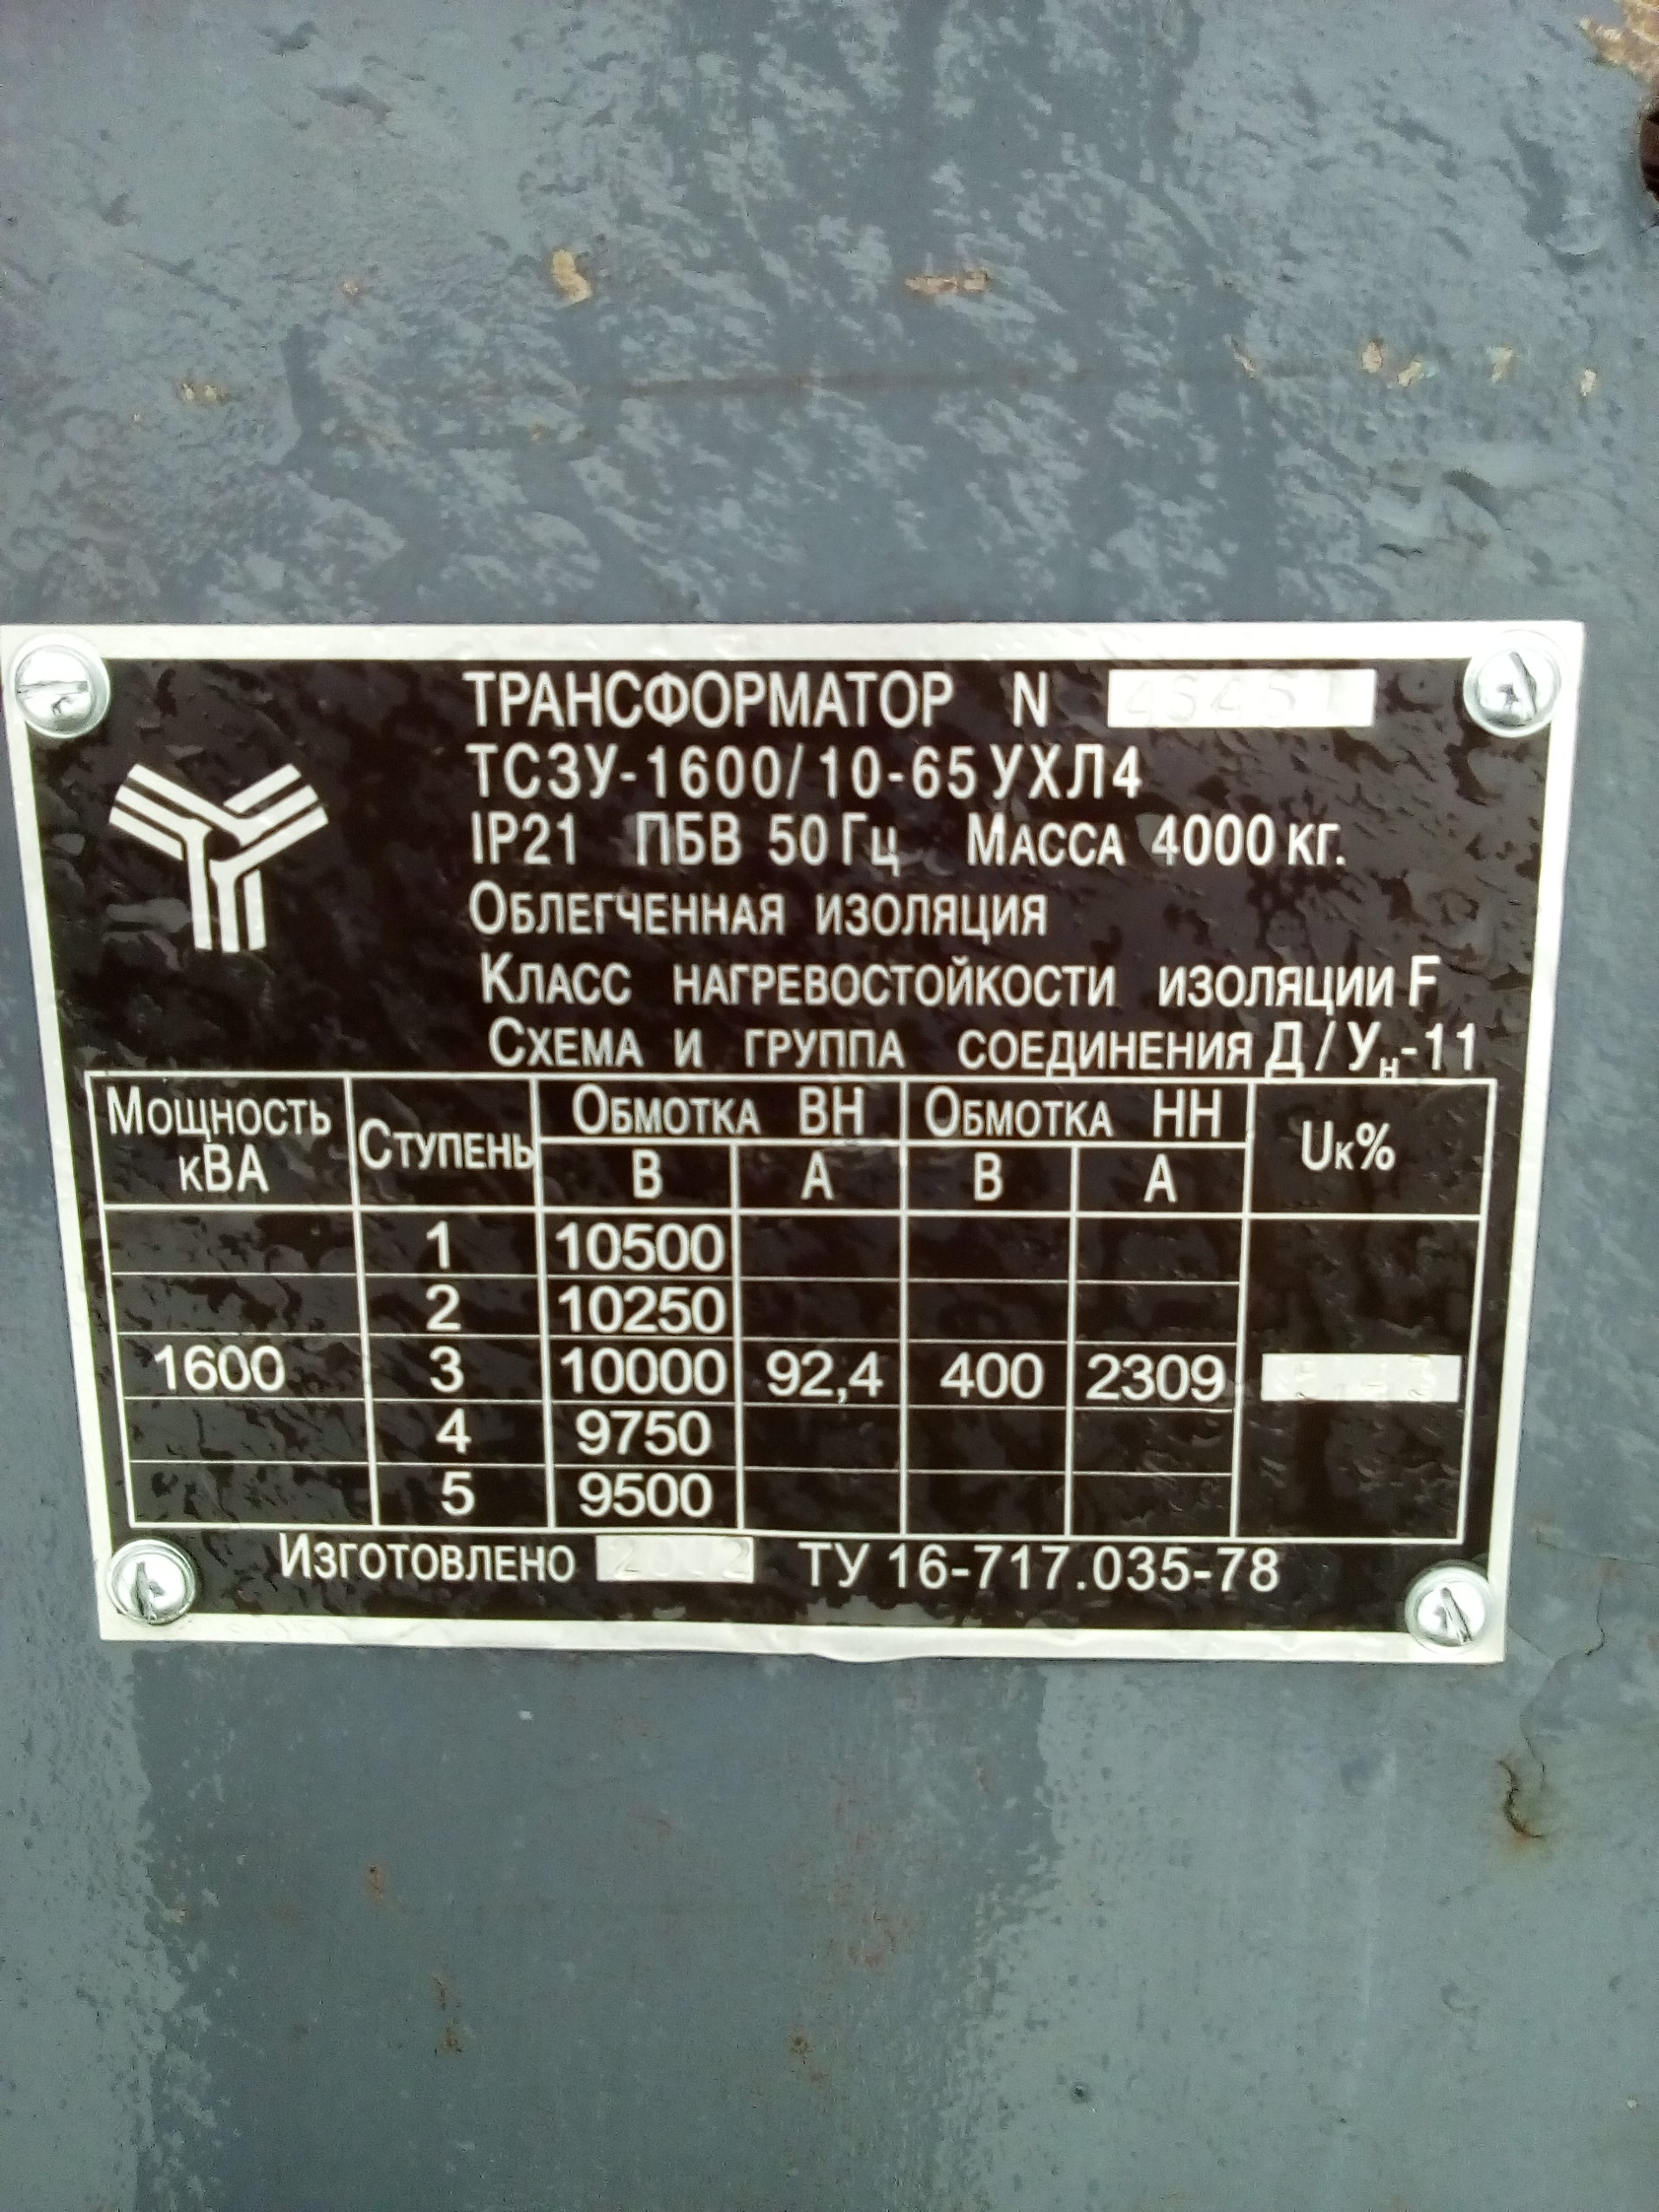 ТРАНСФОРМАТОР N
ТСЗУ-1600/10-65 УХЛ4
IP21 ПБВ 50 Гц МАССА 4000 КГ.
ОБЛЕГЧЕННАЯ ИЗОЛЯЦИЯ
КЛАСС НАГРЕВОСТОЙКОСТИ ИЗОЛЯЦИИ F
СХЕМА И ГРУППА СОЕДИНЕНИЯ Д/Ун-11
МОЩНОСТЬ кВА СТУПЕНЬ ОБМОТКА ВН ОБМОТКА НН Uк%
В А В А
1 10500
2 10250
1600 3 10000 92,4 400 2309
4 9750
5 9500
ИЗГОТОВЛЕНО ТУ 16-717.035-78